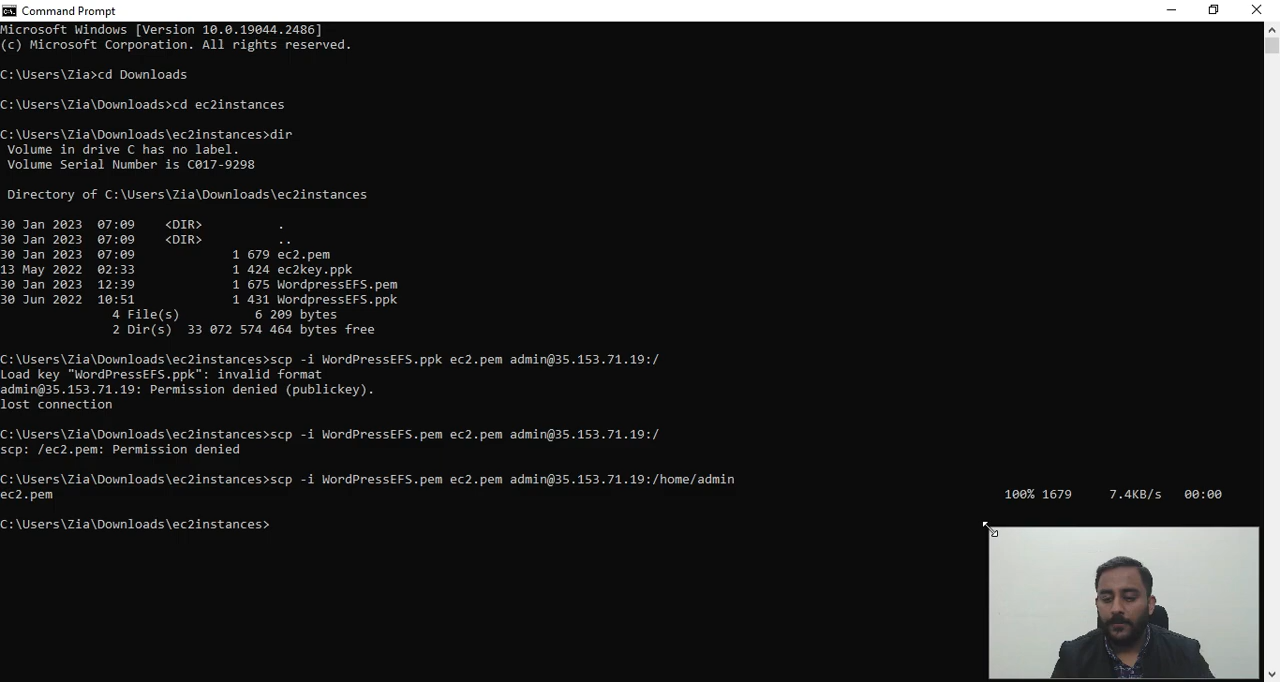 Command Prompt
Microsoft Windows [Version 10.0.19044.2486]
(c) Microsoft Corporation. All rights reserved.
C:\Users\Zia>cd Downloads
C:\Users\Zia\Downloads>cd ec2instances
C:\Users\Zia\Downloads\ec2instances>dir
Volume in drive C has no label.
Volume Serial Number is C017-9298
Directory of C:\Users\Zia\Downloads\ec2instances
30 Jan 2023 07:09 <DIR> .
30 Jan 2023 07:09 <DIR> ..
30 Jan 2023 07:09 1 679 ec2.pem
13 May 2022 02:33 1 424 ec2key.ppk
30 Jan 2023 12:39 1 675 WordpressEFS.pem
30 Jun 2022 10:51 1 431 WordpressEFS.ppk
4 File(s) 6 209 bytes
2 Dir(s) 33 072 574 464 bytes free
C:\Users\Zia\Downloads\ec2instances>scp -i WordPressEFS.ppk ec2.pem admin@35.153.71.19:/
Load key "WordPressEFS.ppk": invalid format
admin@35.153.71.19: Permission denied (publickey).
lost connection
C:\Users\Zia\Downloads\ec2instances>scp -i WordPressEFS.pem ec2.pem admin@35.153.71.19:/
scp: /ec2.pem: Permission denied
C:\Users\Zia\Downloads\ec2instances>scp -i WordPressEFS.pem ec2.pem admin@35.153.71.19:/home/admin
ec2.pem 100% 1679 7.4KB/s 00:00
C:\Users\Zia\Downloads\ec2instances>